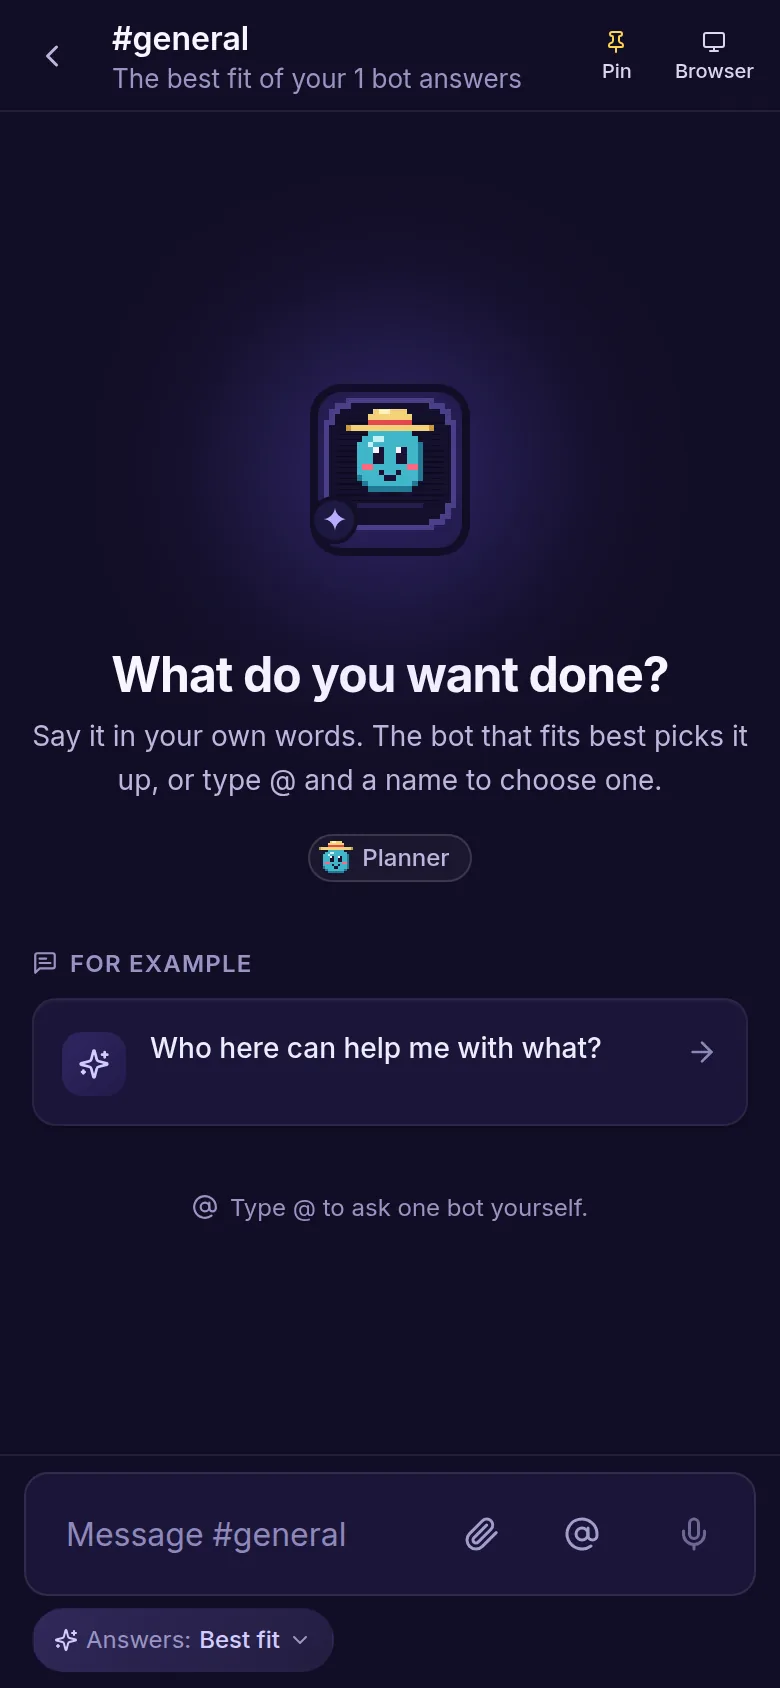 #general
The best fit of your 1 bot answers
Pin
Browser
What do you want done?
Say it in your own words. The bot that fits best picks it
up, or type @ and a name to choose one.
Planner
FOR EXAMPLE
Who here can help me with what?
Type @ to ask one bot yourself.
Message #general
Answers: Best fit